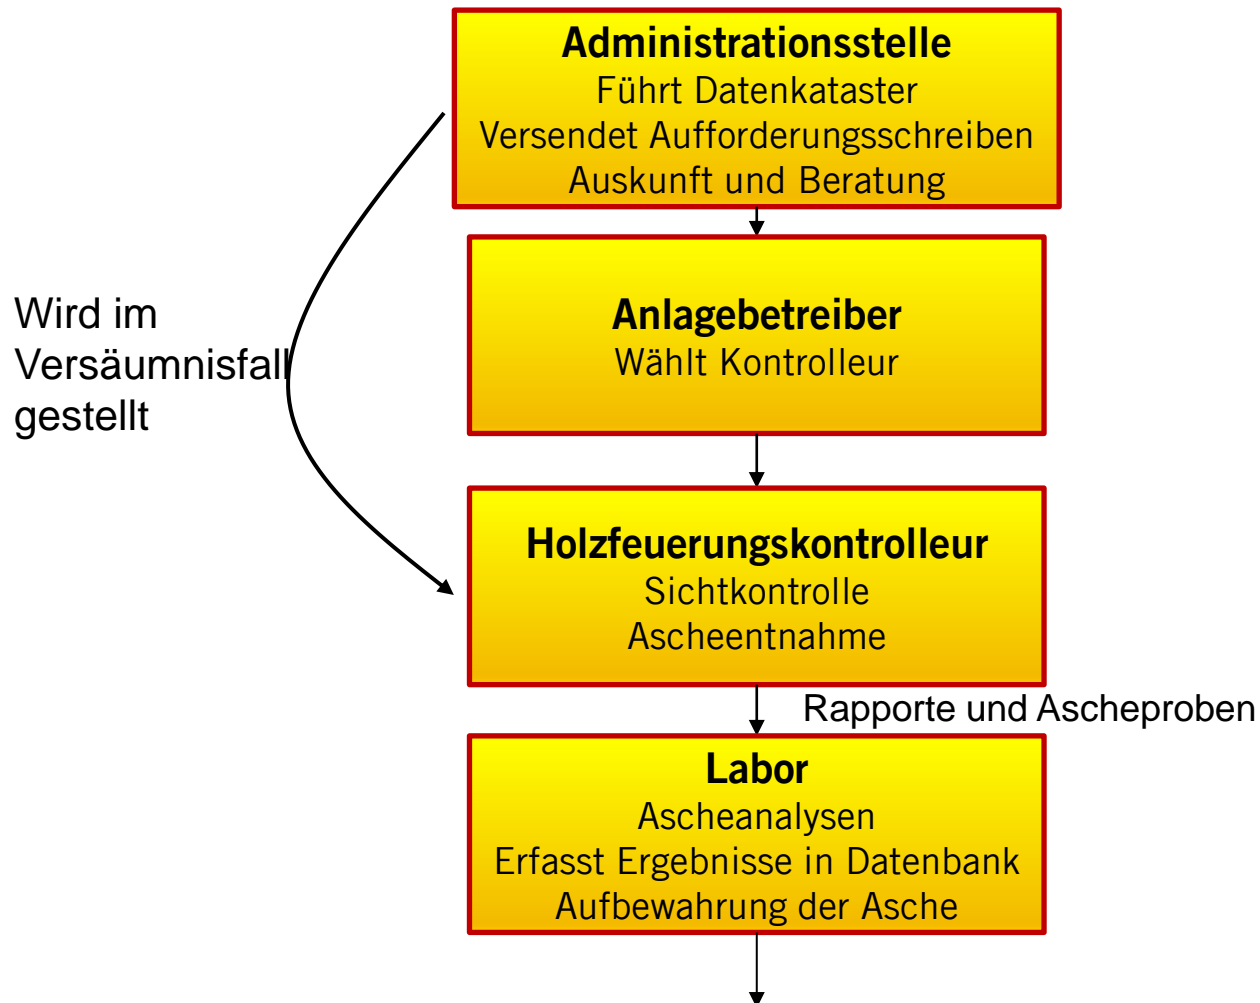 Administrationsstelle
Führt Datenkataster
Versendet Aufforderungsschreiben
Auskunft und Beratung
Anlagebetreiber
Wählt Kontrolleur
Wird im
Versäumnisfall
gestellt
Holzfeuerungskontrolleur
Sichtkontrolle
Ascheentnahme
Rapporte und Ascheproben
Labor
Ascheanalysen
Erfasst Ergebnisse in Datenbank
Aufbewahrung der Asche